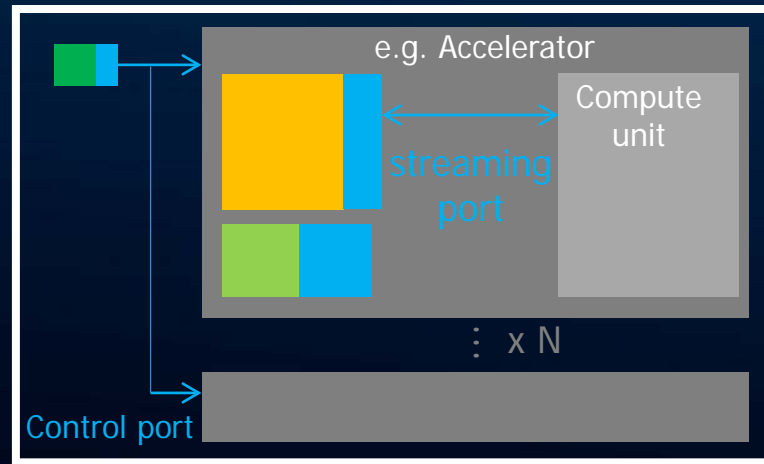 e.g. Accelerator
Compute
unit
streaming
port
⋮ x N
Control port